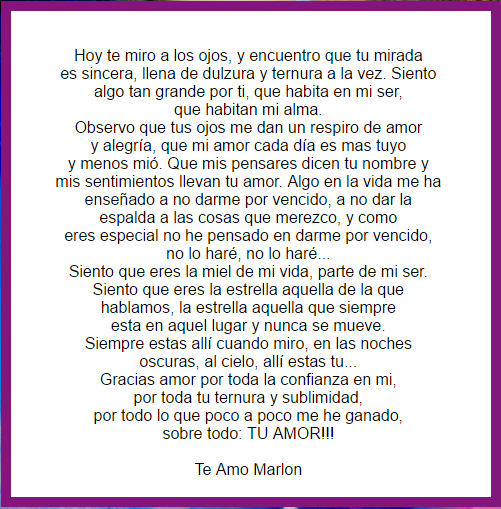 Hoy te miro a los ojos, y encuentro que tu mirada
es sincera, llena de dulzura y ternura a la vez. Siento
algo tan grande por ti, que habita en mi ser,
que habitan mi alma.
Observo que tus ojos me dan un respiro de amor
y alegría, que mi amor cada día es mas tuyo
y menos mió. Que mis pensares dicen tu nombre y
mis sentimientos llevan tu amor. Algo en la vida me ha
enseñado a no darme por vencido, a no dar la
espalda a las cosas que merezco, y como
eres especial no he pensado en darme por vencido,
no lo haré, no lo haré...
Siento que eres la miel de mi vida, parte de mi ser.
Siento que eres la estrella aquella de la que
hablamos, la estrella aquella que siempre
esta en aquel lugar y nunca se mueve.
Siempre estas allí cuando miro, en las noches
oscuras, al cielo, allí estas tu...
Gracias amor por toda la confianza en mi,
por toda tu ternura y sublimidad,
por todo lo que poco a poco me he ganado,
sobre todo: TU AMOR!!!
Te Amo Marlon